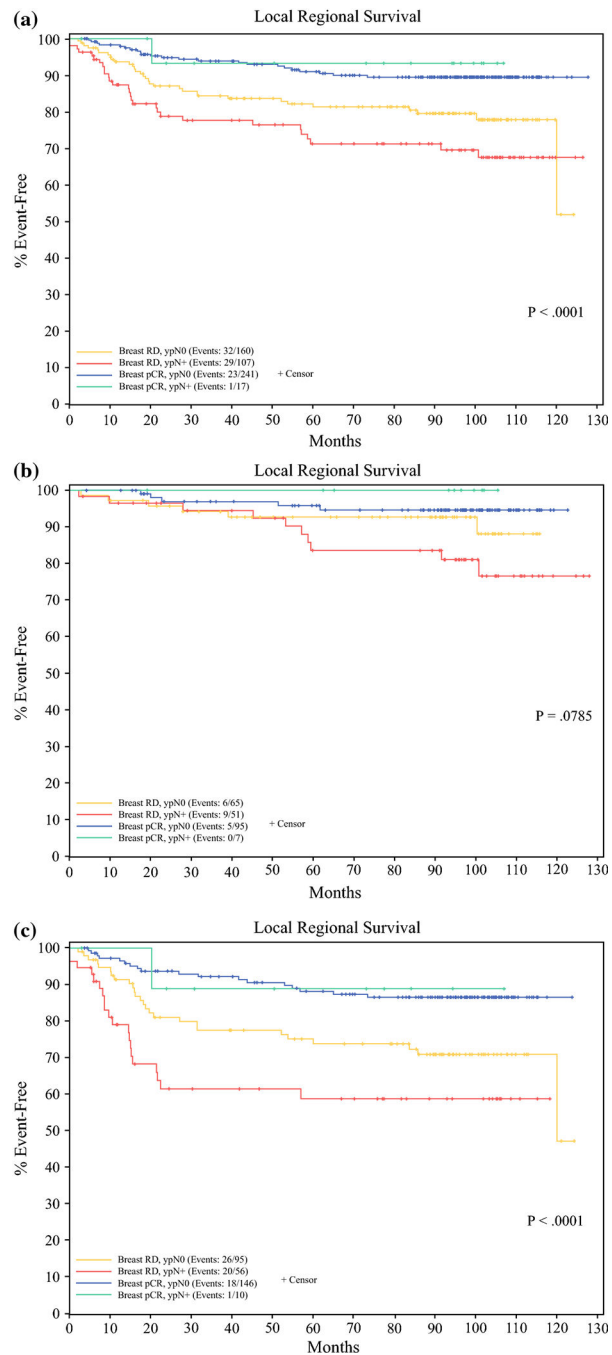 (a)
Local Regional Survival
100
90
80
70
60
50
40
30
20
10
0
% Event-Free
P < .0001
Breast RD, ypN0 (Events: 32/160)
Breast RD, ypN+ (Events: 29/107)
Breast pCR, ypN0 (Events: 23/241)
+ Censor
Breast pCR, ypN+ (Events: 1/17)
0 10 20 30 40 50 60 70 80 90 100 110 120 130
Months
(b)
Local Regional Survival
100
90
80
70
60
50
40
30
20
10
0
% Event-Free
P = .0785
Breast RD, ypN0 (Events: 6/65)
Breast RD, ypN+ (Events: 9/51)
Breast pCR, ypN0 (Events: 5/95)
+ Censor
Breast pCR, ypN+ (Events: 0/7)
0 10 20 30 40 50 60 70 80 90 100 110 120 130
Months
(c)
Local Regional Survival
100
90
80
70
60
50
40
30
20
10
0
% Event-Free
P < .0001
Breast RD, ypN0 (Events: 26/95)
Breast RD, ypN+ (Events: 20/56)
Breast pCR, ypN0 (Events: 18/146)
+ Censor
Breast pCR, ypN+ (Events: 1/10)
0 10 20 30 40 50 60 70 80 90 100 110 120 130
Months